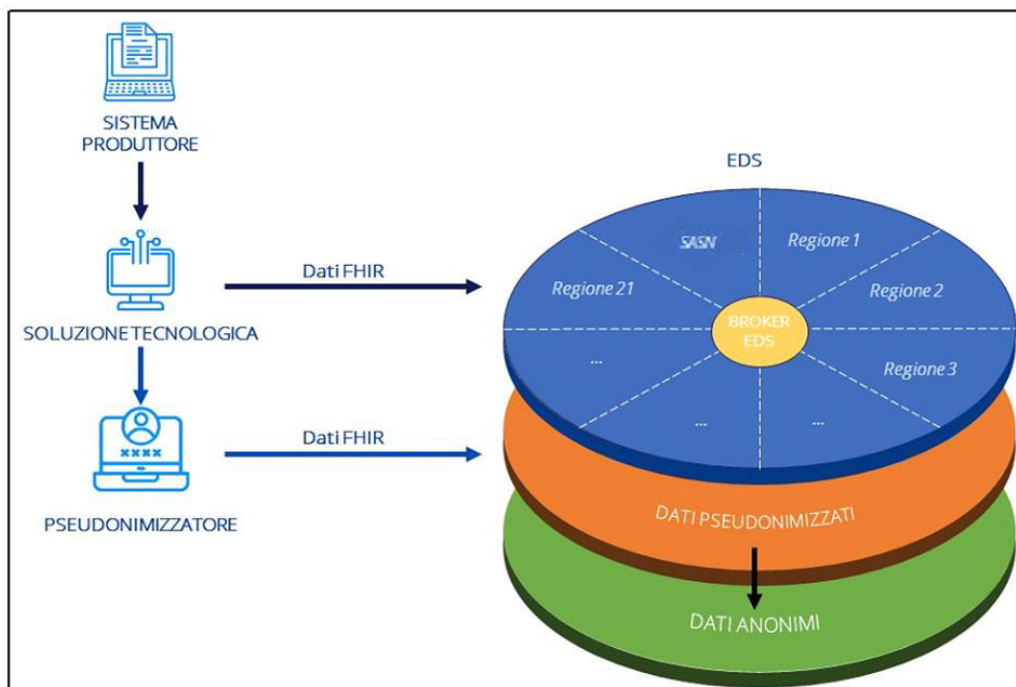 SISTEMA
PRODUTTORE
EDS
SASN
Regione 1
Dati FHIR
Regione 21
Regione 2
BROKER
EDS
SOLUZIONE TECNOLOGICA
...
Regione 3
...
...
Dati FHIR
xxxx
PSEUDONIMIZZATORE
DATI PSEUDONIMIZZATI
DATI ANONIMI